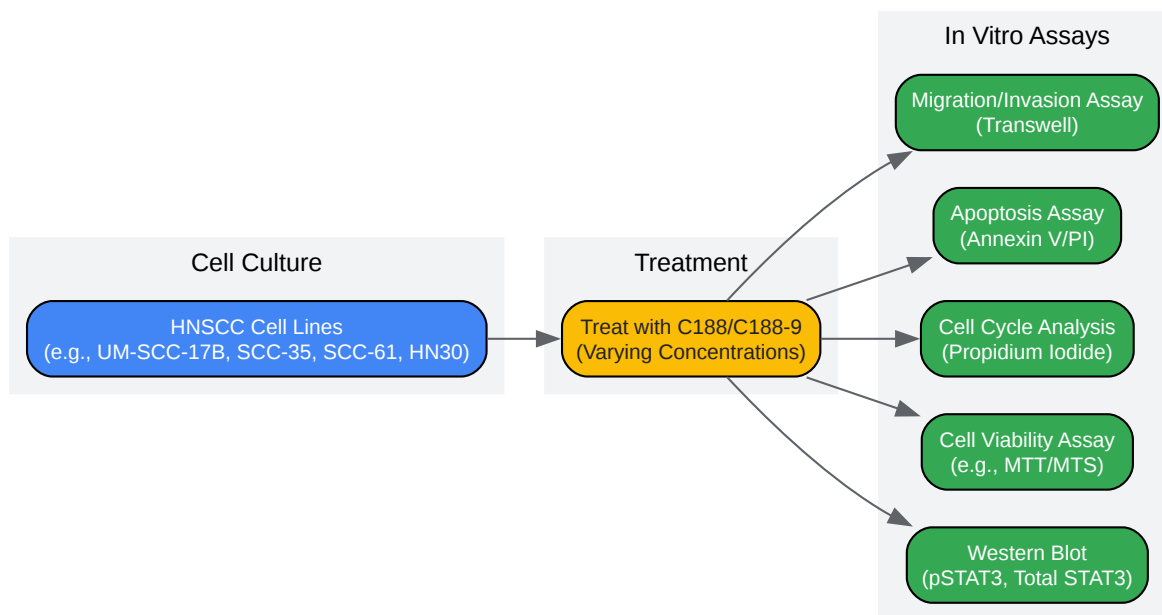 Cell Culture
HNSCC Cell Lines
(e.g., UM-SCC-17B, SCC-35, SCC-61, HN30)
Treatment
Treat with C188/C188-9
(Varying Concentrations)
In Vitro Assays
Migration/Invasion Assay
(Transwell)
Apoptosis Assay
(Annexin V/PI)
Cell Cycle Analysis
(Propidium Iodide)
Cell Viability Assay
(e.g., MTT/MTS)
Western Blot
(pSTAT3, Total STAT3)